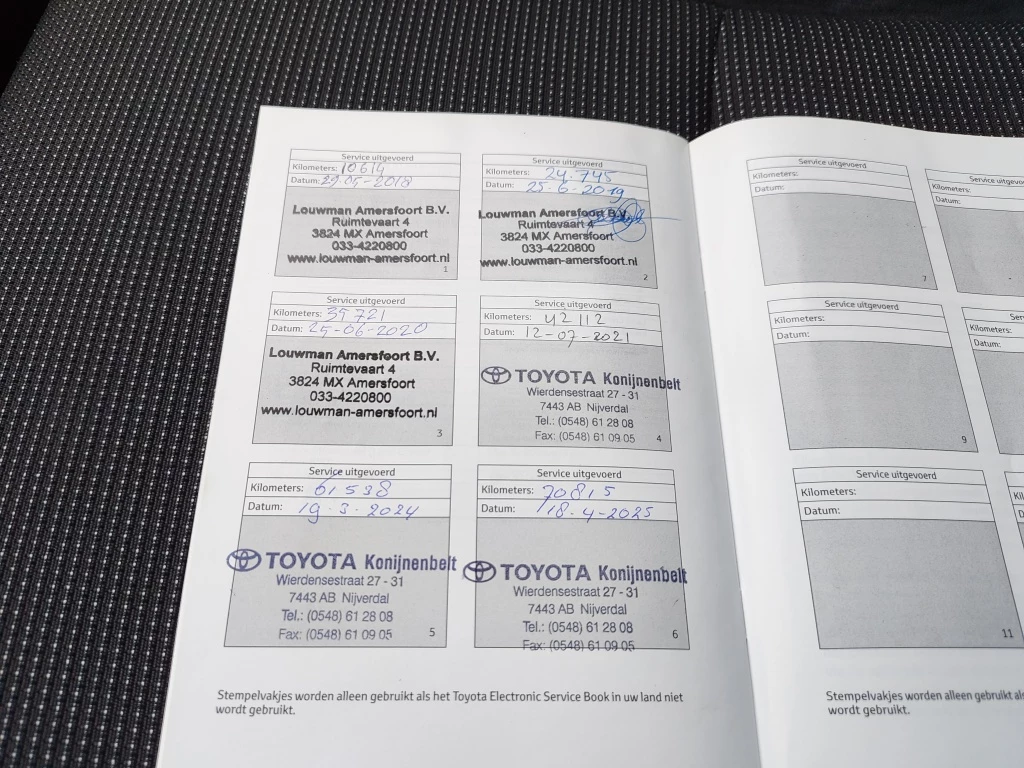 Service uitgevoerd
Kilometers: 10614
Datum: 29-05-2018
Louwman Amersfoort B.V.
Ruimtevaart 4
3824 MX Amersfoort
033-4220800
www.louwman-amersfoort.nl
1
Service uitgevoerd
Kilometers: 24.745
Datum: 25-6-2019
Louwman Amersfoort B.V.
Ruimtevaart 4
3824 MX Amersfoort
033-4220800
www.louwman-amersfoort.nl
2
Service uitgevoerd
Kilometers: 35721
Datum: 25-06-2020
Louwman Amersfoort B.V.
Ruimtevaart 4
3824 MX Amersfoort
033-4220800
www.louwman-amersfoort.nl
3
Service uitgevoerd
Kilometers: 42112
Datum: 12-07-2021
TOYOTA Konijnenbelt
Wierdensestraat 27 - 31
7443 AB Nijverdal
Tel.: (0548) 61 28 08
Fax: (0548) 61 09 05
4
Service uitgevoerd
Kilometers: 61538
Datum: 19-3-2024
TOYOTA Konijnenbelt
Wierdensestraat 27 - 31
7443 AB Nijverdal
Tel.: (0548) 61 28 08
Fax: (0548) 61 09 05
5
Service uitgevoerd
Kilometers: 70815
Datum: 18-4-2025
TOYOTA Konijnenbelt
Wierdensestraat 27 - 31
7443 AB Nijverdal
Tel.: (0548) 61 28 08
Fax: (0548) 61 09 05
6
Stempelvakjes worden alleen gebruikt als het Toyota Electronic Service Book in uw land niet
wordt gebruikt.
Service uitgevoerd
Kilometers:
Datum:
7
Service
Kilometers:
Datum:
Service uitgevoerd
Kilometers:
Datum:
9
Kilometers:
Datum:
Service uitgevoerd
Kilometers:
Datum:
11
Stempelvakjes worden alleen gebruikt
wordt gebruikt.